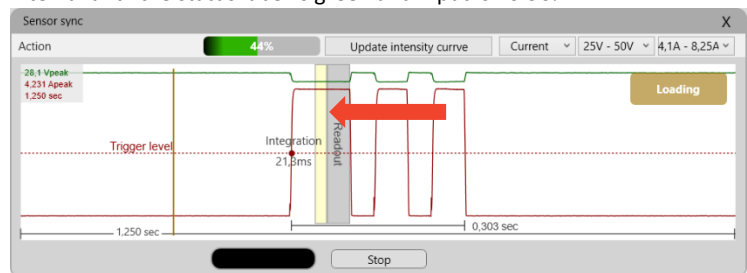 Sensor sync X
Action 44% Update intensity currve Current 25V - 50V 4,1A - 8,25A
28,1 Vpeak
4,231 Apeak
1,250 sec
Loading
Trigger level
Integration
21,3ms
Readout
1,250 sec
0,303 sec
Stop